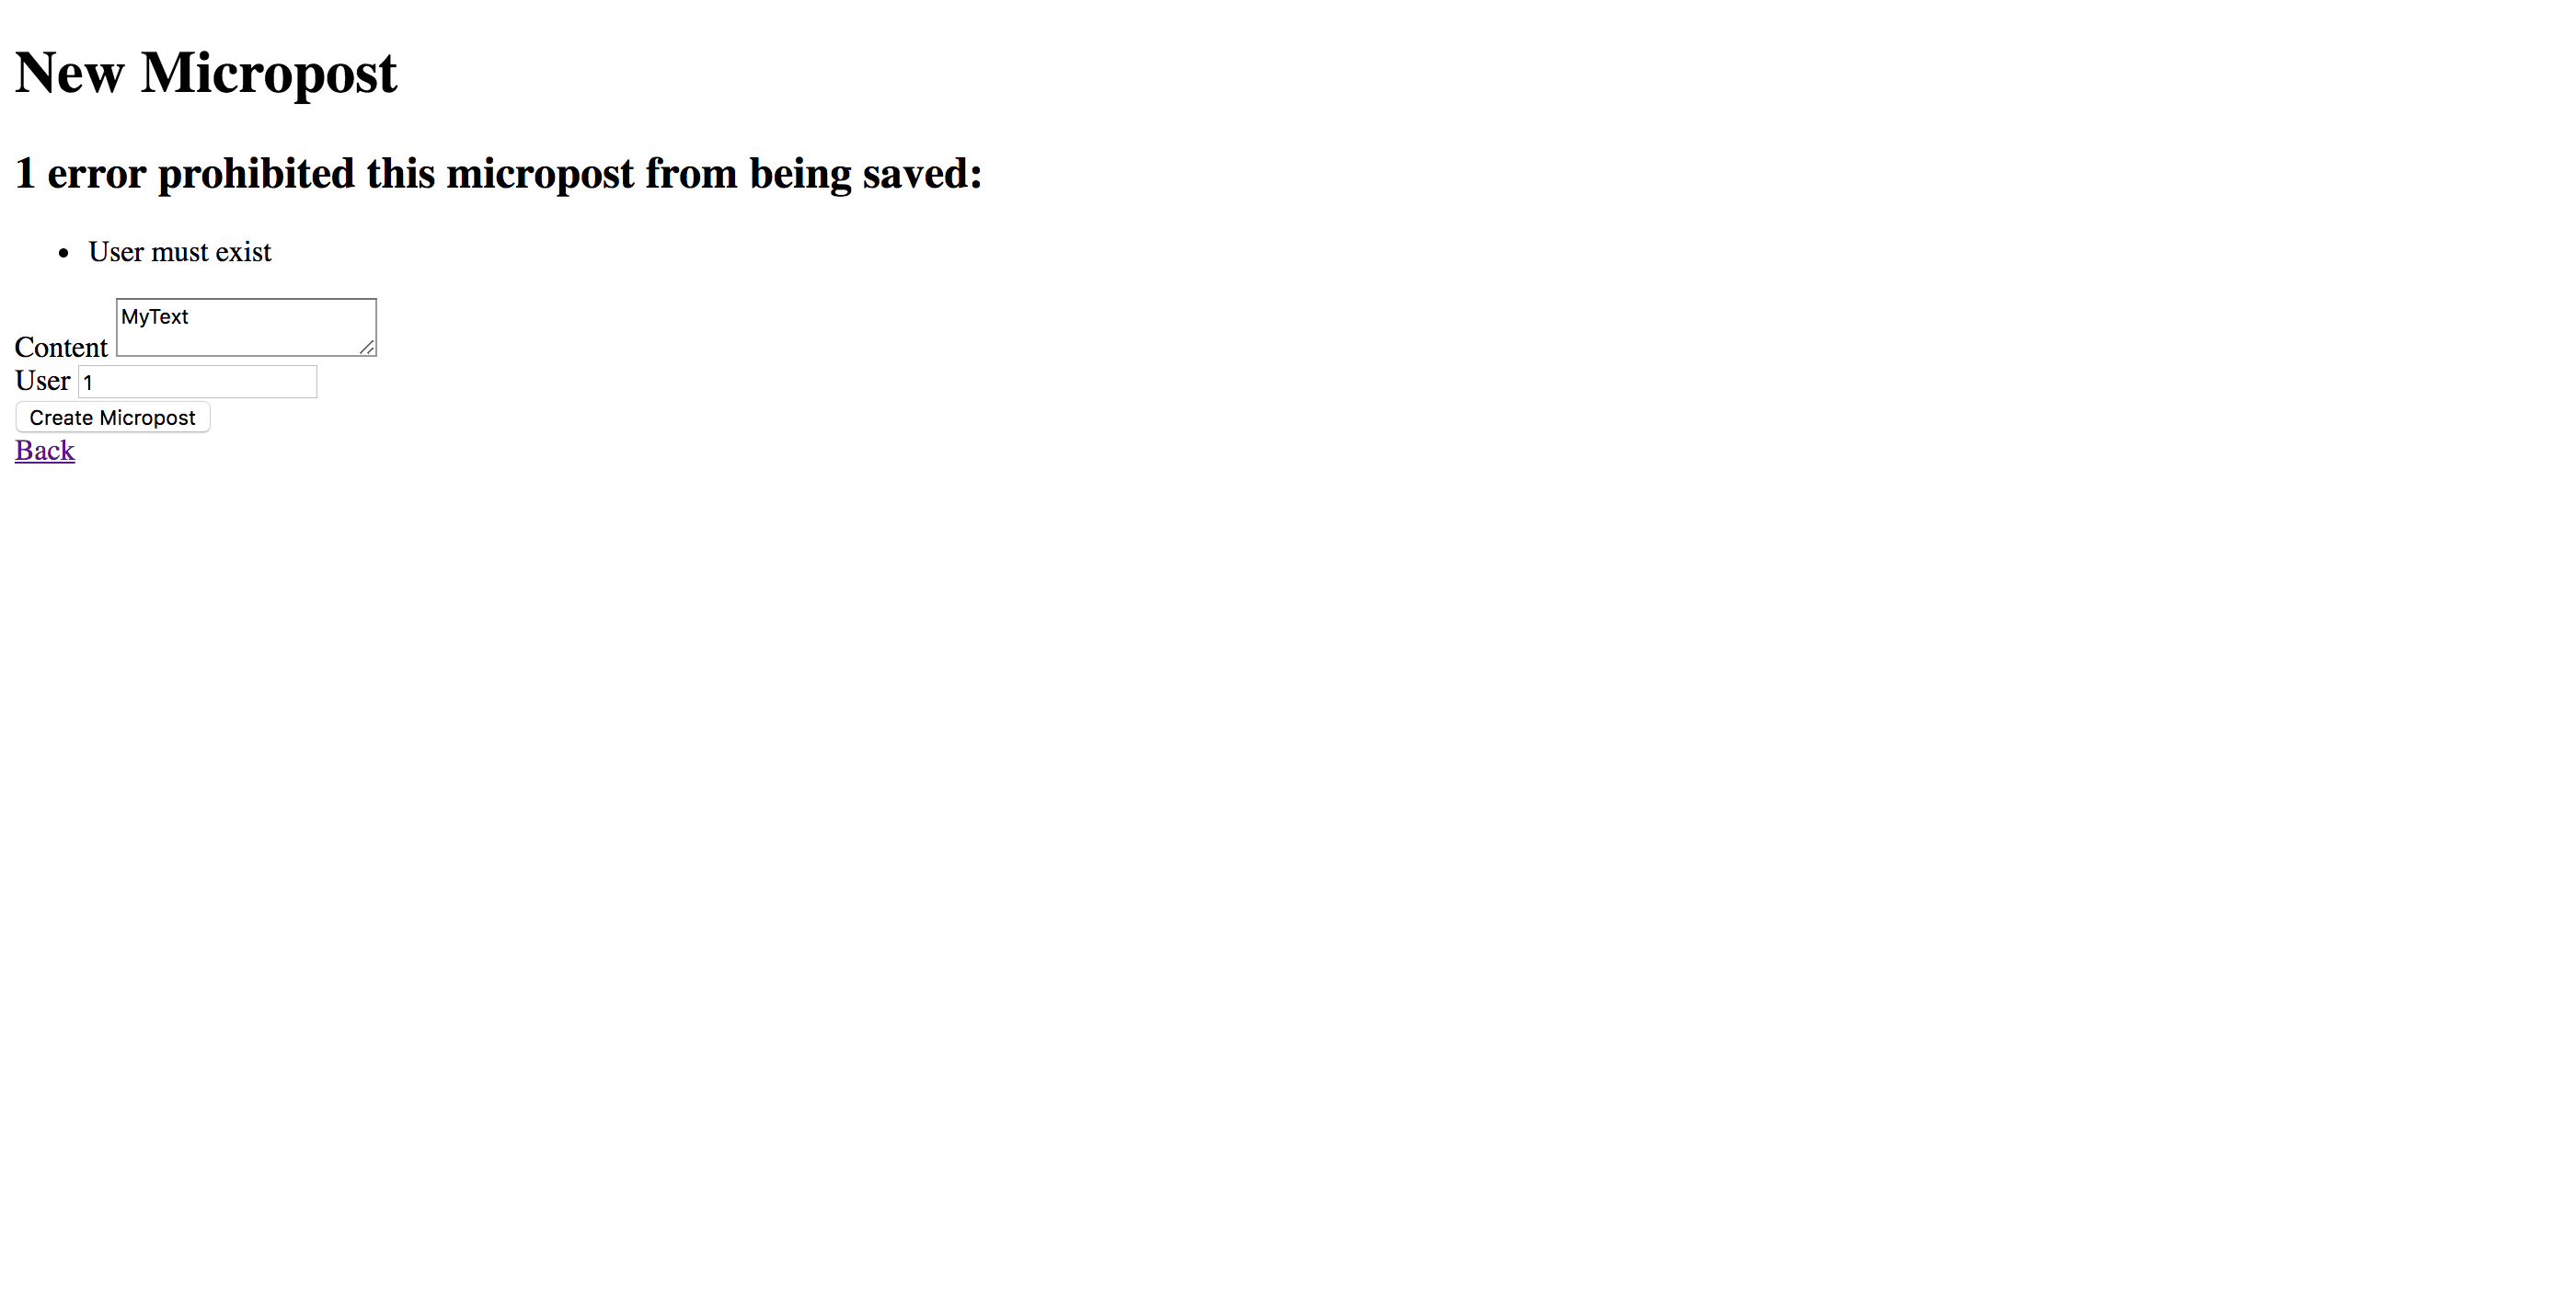 New Micropost
1 error prohibited this micropost from being saved:
User must exist
Content MyText
User 1
Create Micropost
Back